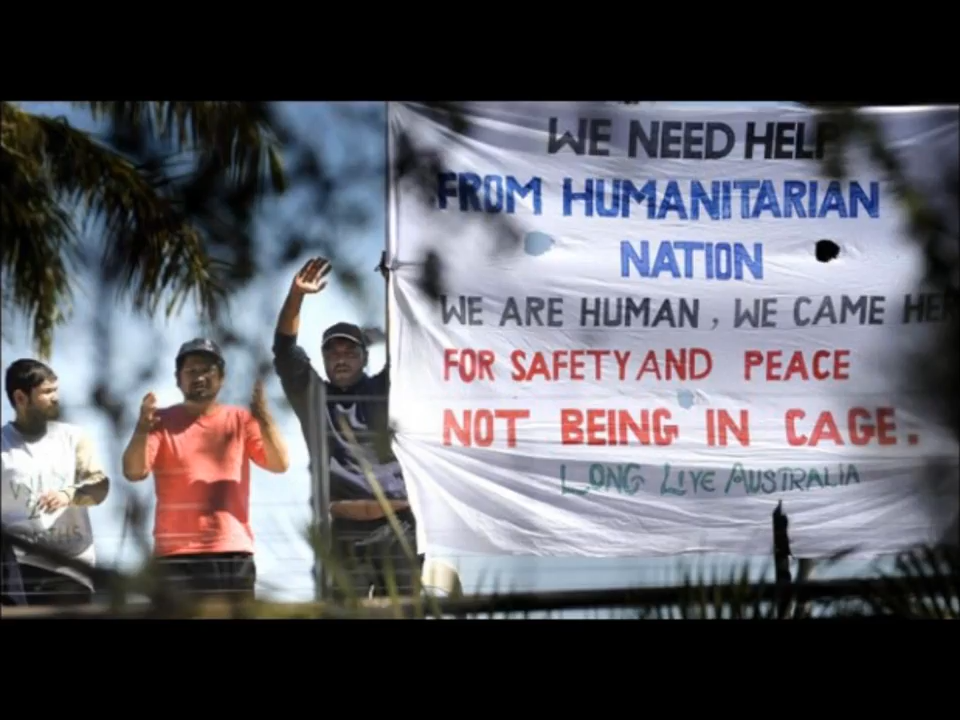 WE NEED HELP
FROM HUMANITARIAN
NATION
WE ARE HUMAN, WE CAME
FOR SAFETY AND PEACE
NOT BEING IN CAGE.
LONG LIVE AUSTRALIA